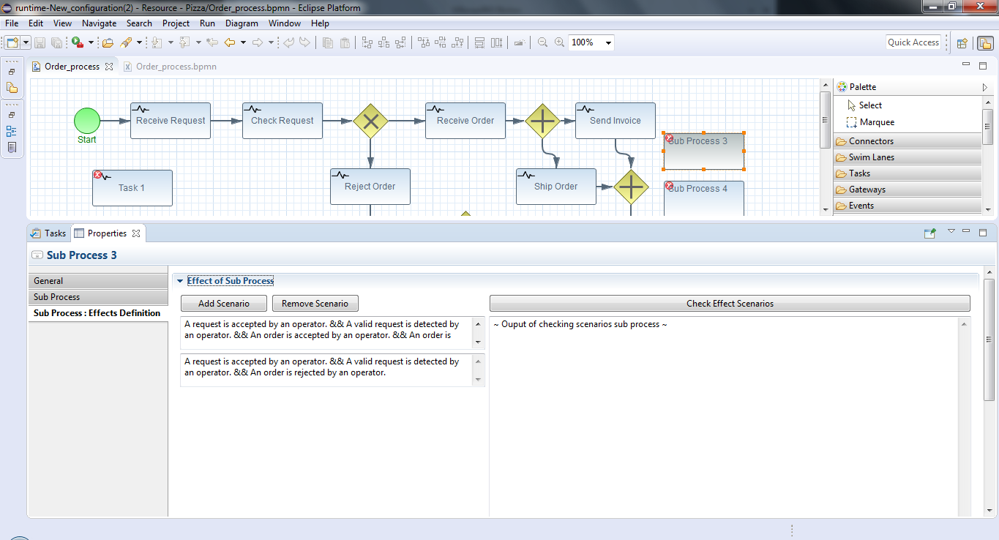 runtime-New_configuration(2) - Resource - Pizza/Order_process.bpmn - Eclipse Platform
File Edit View Navigate Search Project Run Diagram Window Help
100% Quick Access
Order_process Order_process.bpmn
Palette
Select
Marquee
Connectors
Swim Lanes
Tasks
Gateways
Events
Start
Receive Request
Check Request
Receive Order
Send Invoice
Sub Process 3
Task 1
Reject Order
Ship Order
Sub Process 4
Tasks Properties
Sub Process 3
General
Sub Process
Sub Process : Effects Definition
Effect of Sub Process
Add Scenario Remove Scenario Check Effect Scenarios
A request is accepted by an operator. && A valid request is detected by
an operator. && An order is accepted by an operator. && An order is
A request is accepted by an operator. && A valid request is detected by
an operator. && An order is rejected by an operator.
~ Ouput of checking scenarios sub process ~